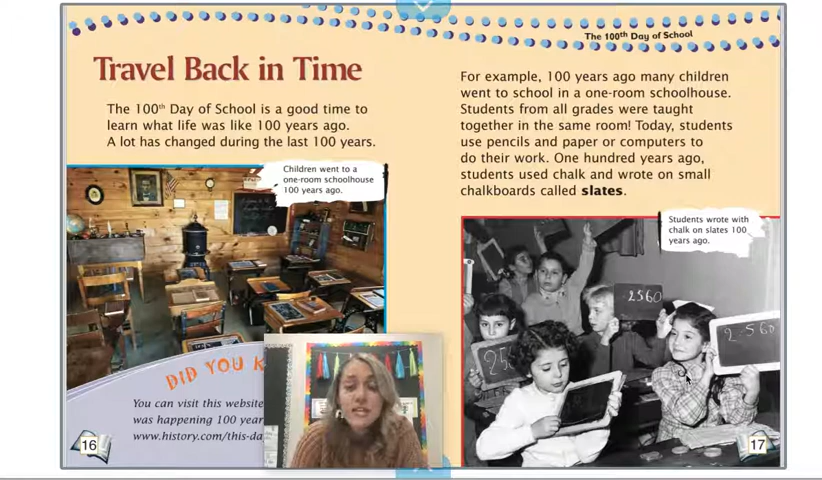 The 100th Day of School
Travel Back in Time
The 100th Day of School is a good time to
learn what life was like 100 years ago.
A lot has changed during the last 100 years.
Children went to a
one-room schoolhouse
100 years ago.
DID YOU K
You can visit this website
was happening 100 year
www.history.com/this-da
16
For example, 100 years ago many children
went to school in a one-room schoolhouse.
Students from all grades were taught
together in the same room! Today, students
use pencils and paper or computers to
do their work. One hundred years ago,
students used chalk and wrote on small
chalkboards called slates.
Students wrote with
chalk on slates 100
years ago.
2560
2560
17